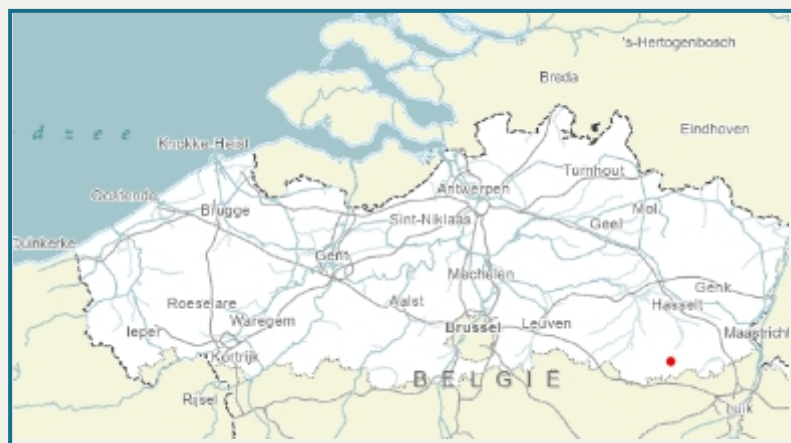 's-Hertogenbosch
Breda
d z e e
Eindhoven
Knokke-Heist
Turnhout
Oostende
Antwerpen
Mol
Brugge
Sint-Niklaas
Geel
Duinkerke
Gent
Mechelen
Genk
Roeselare
Aalst
Hasselt
Ieper
Waregem
Brussel
Leuven
Maastricht
Kortrijk
BELGIË
Rijsel
Luik